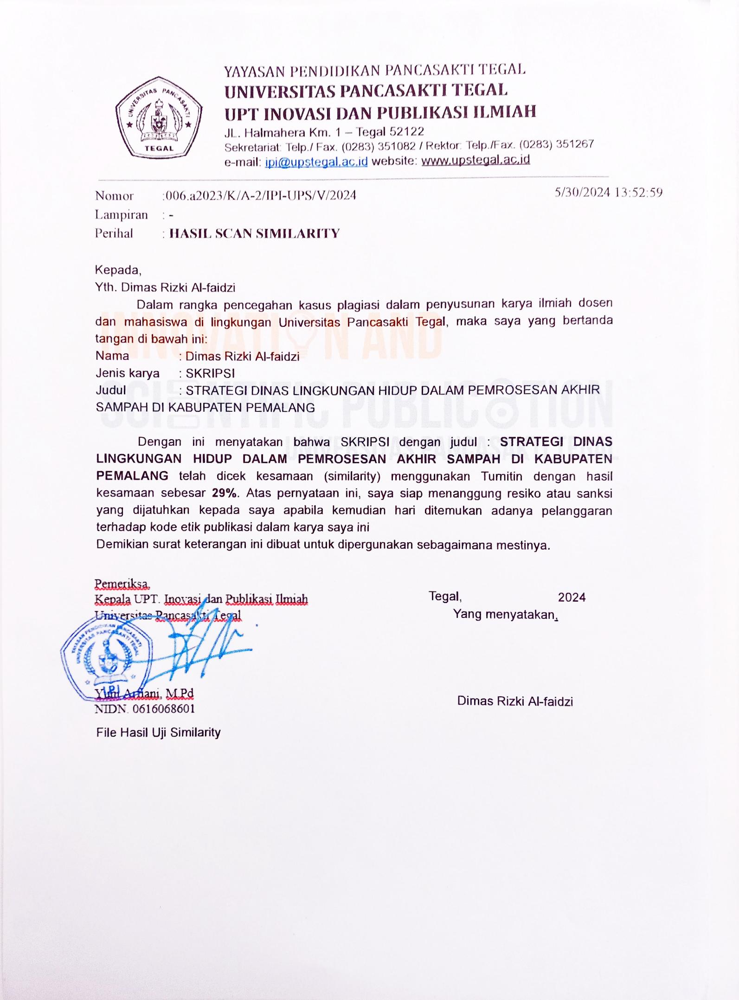 YAYASAN PENDIDIKAN PANCASAKTI TEGAL
UNIVERSITAS PANCASAKTI TEGAL
UPT INOVASI DAN PUBLIKASI ILMIAH
JL. Halmahera Km. 1 – Tegal 52122
Sekretariat: Telp./ Fax. (0283) 351082 / Rektor: Telp./Fax. (0283) 351267
e-mail: ipi@upstegal.ac.id website: www.upstegal.ac.id
UNIVERSITAS PANCASAKTI
TEGAL
Nomor :006.a2023/K/A-2/IPI-UPS/V/2024 5/30/2024 13:52:59
Lampiran : -
Perihal : HASIL SCAN SIMILARITY
Kepada,
Yth. Dimas Rizki Al-faidzi
Dalam rangka pencegahan kasus plagiasi dalam penyusunan karya ilmiah dosen
dan mahasiswa di lingkungan Universitas Pancasakti Tegal, maka saya yang bertanda
tangan di bawah ini:
Nama : Dimas Rizki Al-faidzi
Jenis karya : SKRIPSI
Judul : STRATEGI DINAS LINGKUNGAN HIDUP DALAM PEMROSESAN AKHIR
SAMPAH DI KABUPATEN PEMALANG
INNOVATION AND
SCIENTIFIC PUBLICATION
UNIVERSITAS PANCASAKTI TEGAL
Dengan ini menyatakan bahwa SKRIPSI dengan judul : STRATEGI DINAS
LINGKUNGAN HIDUP DALAM PEMROSESAN AKHIR SAMPAH DI KABUPATEN
PEMALANG telah dicek kesamaan (similarity) menggunakan Turnitin dengan hasil
kesamaan sebesar 29%. Atas pernyataan ini, saya siap menanggung resiko atau sanksi
yang dijatuhkan kepada saya apabila kemudian hari ditemukan adanya pelanggaran
terhadap kode etik publikasi dalam karya saya ini
Demikian surat keterangan ini dibuat untuk dipergunakan sebagaimana mestinya.
Pemeriksa,
Kepala UPT. Inovasi dan Publikasi Ilmiah
Universitas Pancasakti Tegal
Tegal, 2024
Yang menyatakan,
YAYASAN PENDIDIKAN PANCASAKTI
UNIVERSITAS PANCASAKTI TEGAL
IPI
Yuni Arfiani, M.Pd
NIDN. 0616068601
Dimas Rizki Al-faidzi
File Hasil Uji Similarity